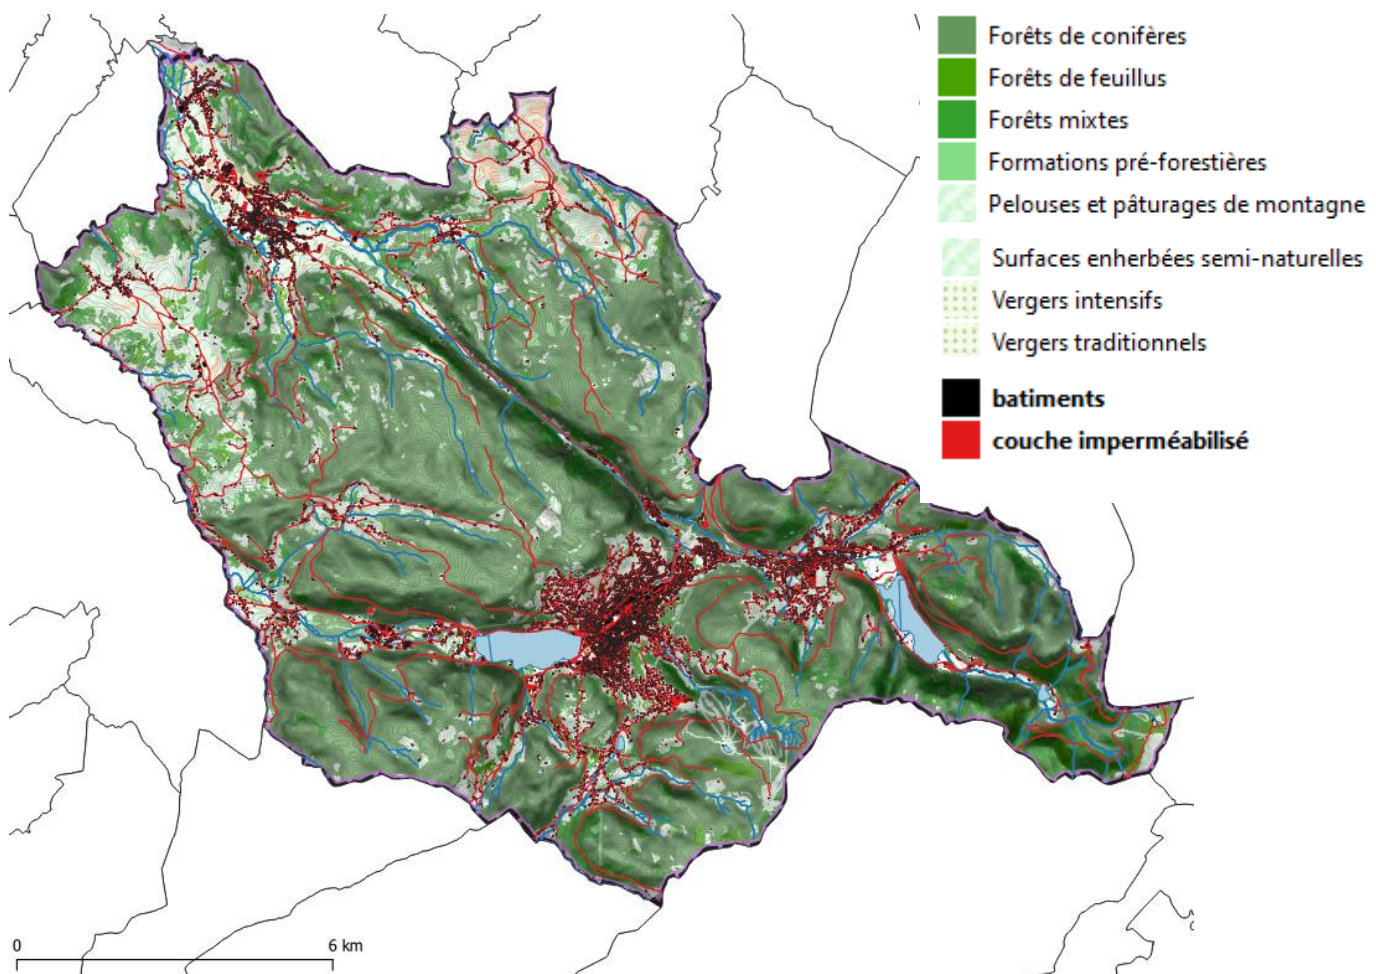 Forêts de conifères
Forêts de feuillus
Forêts mixtes
Formations pré-forestières
Pelouses et pâturages de montagne
Surfaces enherbées semi-naturelles
Vergers intensifs
Vergers traditionnels
batiments
couche imperméabilisé
0 6 km